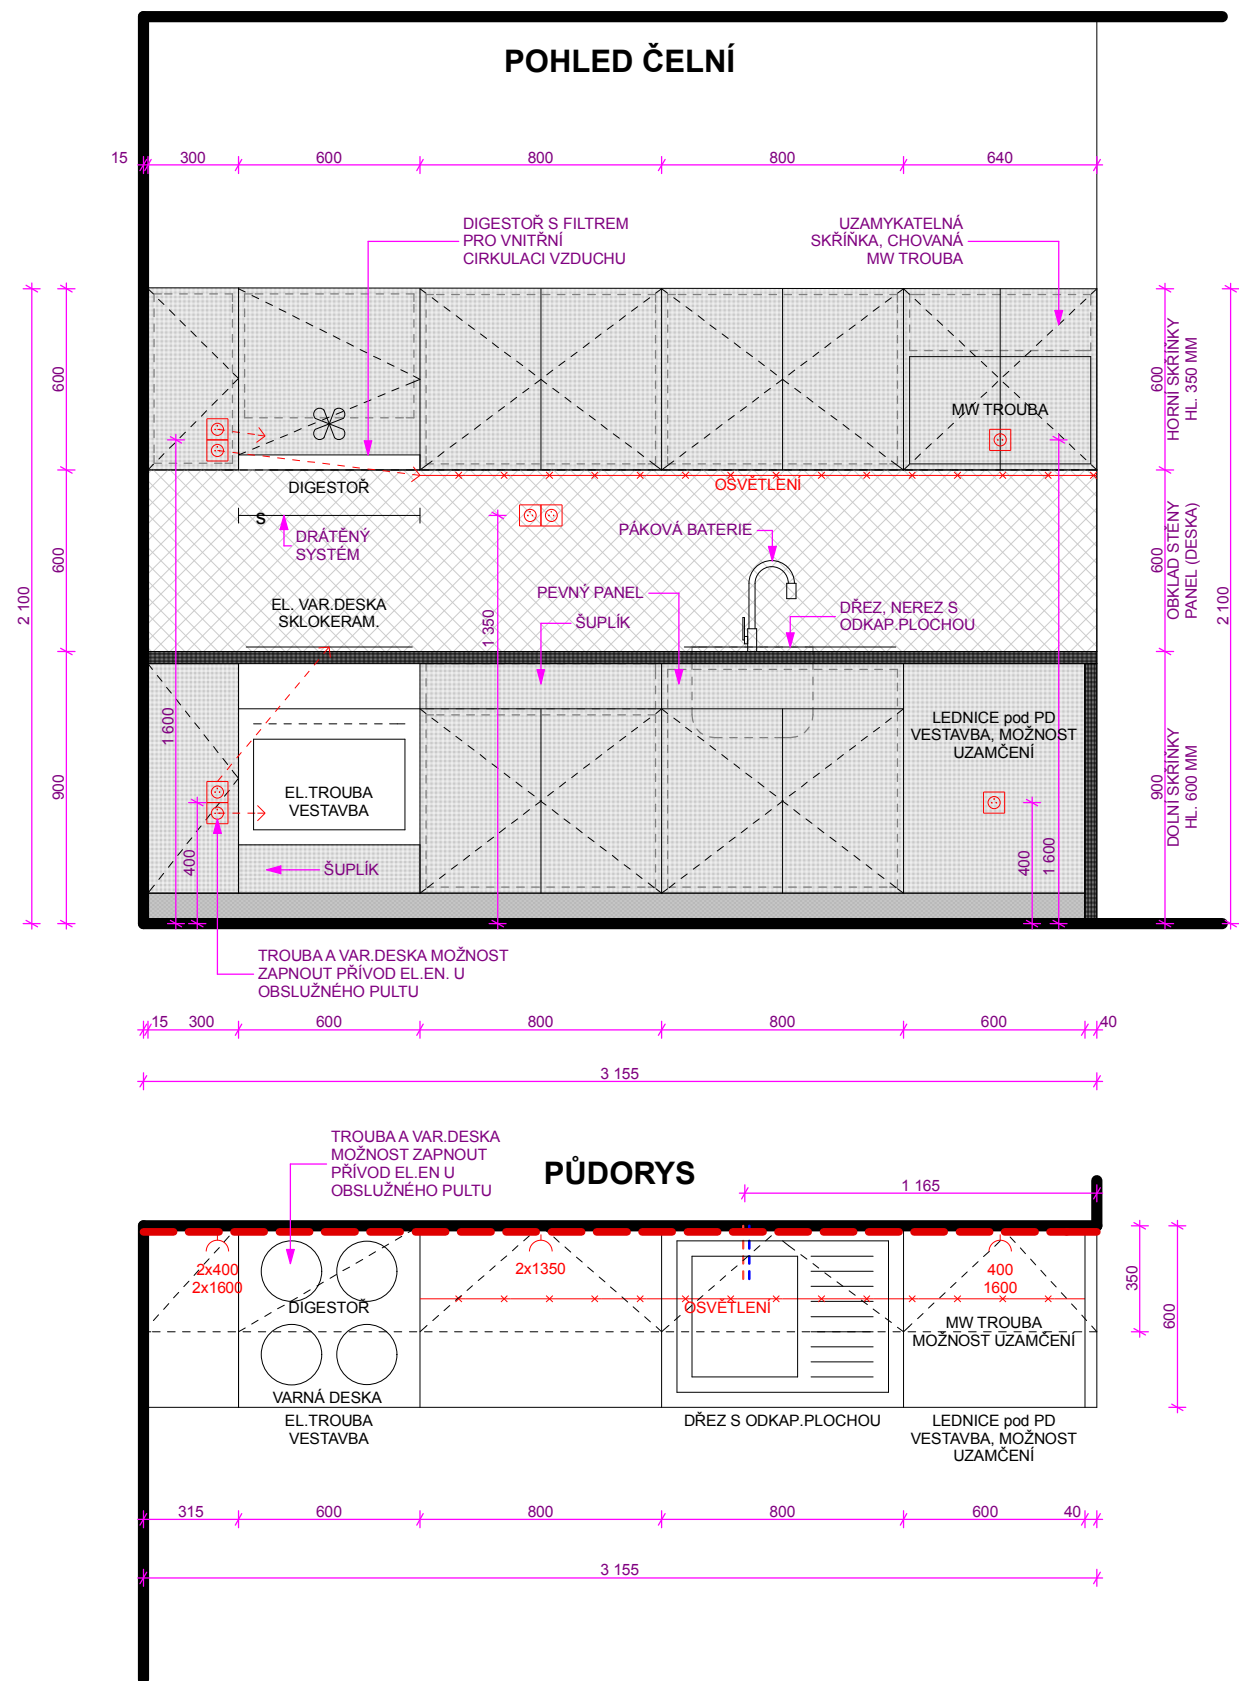 POHLED ČELNÍ
15
300
600
800
800
640
DIGESTOŘ S FILTREM
PRO VNITŘNÍ
CIRKULACI VZDUCHU
UZAMYKATELNÁ
SKŘÍŇKA, CHOVANÁ
MW TROUBA
600
600
900
2 100
MW TROUBA
DIGESTOŘ
OSVĚTLENÍ
S
DRÁTĚNÝ
SYSTÉM
PÁKOVÁ BATERIE
EL. VAR.DESKA
SKLOKERAM.
PEVNÝ PANEL
ŠUPLÍK
DŘEZ, NEREZ S
ODKAP.PLOCHOU
1 350
1 600
400
EL.TROUBA
VESTAVBA
ŠUPLÍK
LEDNICE pod PD
VESTAVBA, MOŽNOST
UZAMČENÍ
400
1 600
600
HORNÍ SKŘÍNKY
HL. 350 MM
600
OBKLAD STĚNY
PANEL (DESKA)
900
DOLNÍ SKŘÍNKY
HL. 600 MM
2 100
TROUBA A VAR.DESKA MOŽNOST
ZAPNOUT PŘÍVOD EL.EN. U
OBSLUŽNÉHO PULTU
15
300
600
800
800
600
40
3 155
TROUBA A VAR.DESKA
MOŽNOST ZAPNOUT
PŘÍVOD EL.EN U
OBSLUŽNÉHO PULTU
PŮDORYS
1 165
2x400
2x1600
2x1350
400
1600
DIGESTOŘ
OSVĚTLENÍ
MW TROUBA
MOŽNOST UZAMČENÍ
350
600
VARNÁ DESKA
EL.TROUBA
VESTAVBA
DŘEZ S ODKAP.PLOCHOU
LEDNICE pod PD
VESTAVBA, MOŽNOST
UZAMČENÍ
315
600
800
800
600
40
3 155